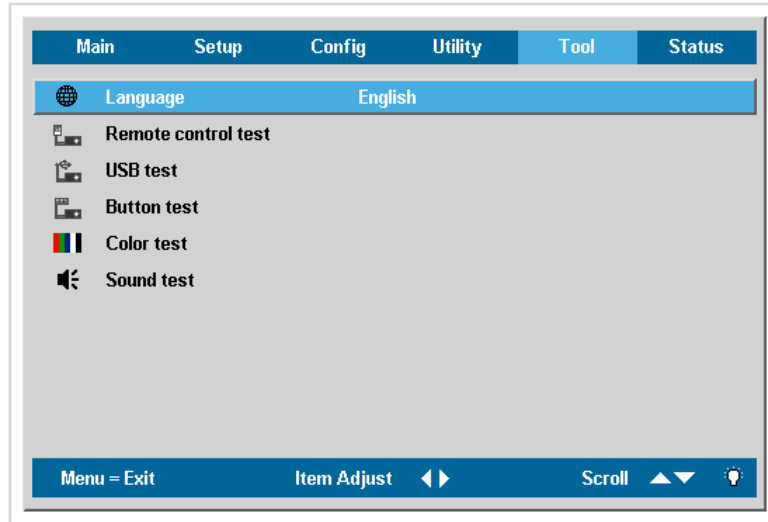 Main Setup Config Utility Tool Status
Language English
Remote control test
USB test
Button test
Color test
Sound test
Menu = Exit Item Adjust Scroll